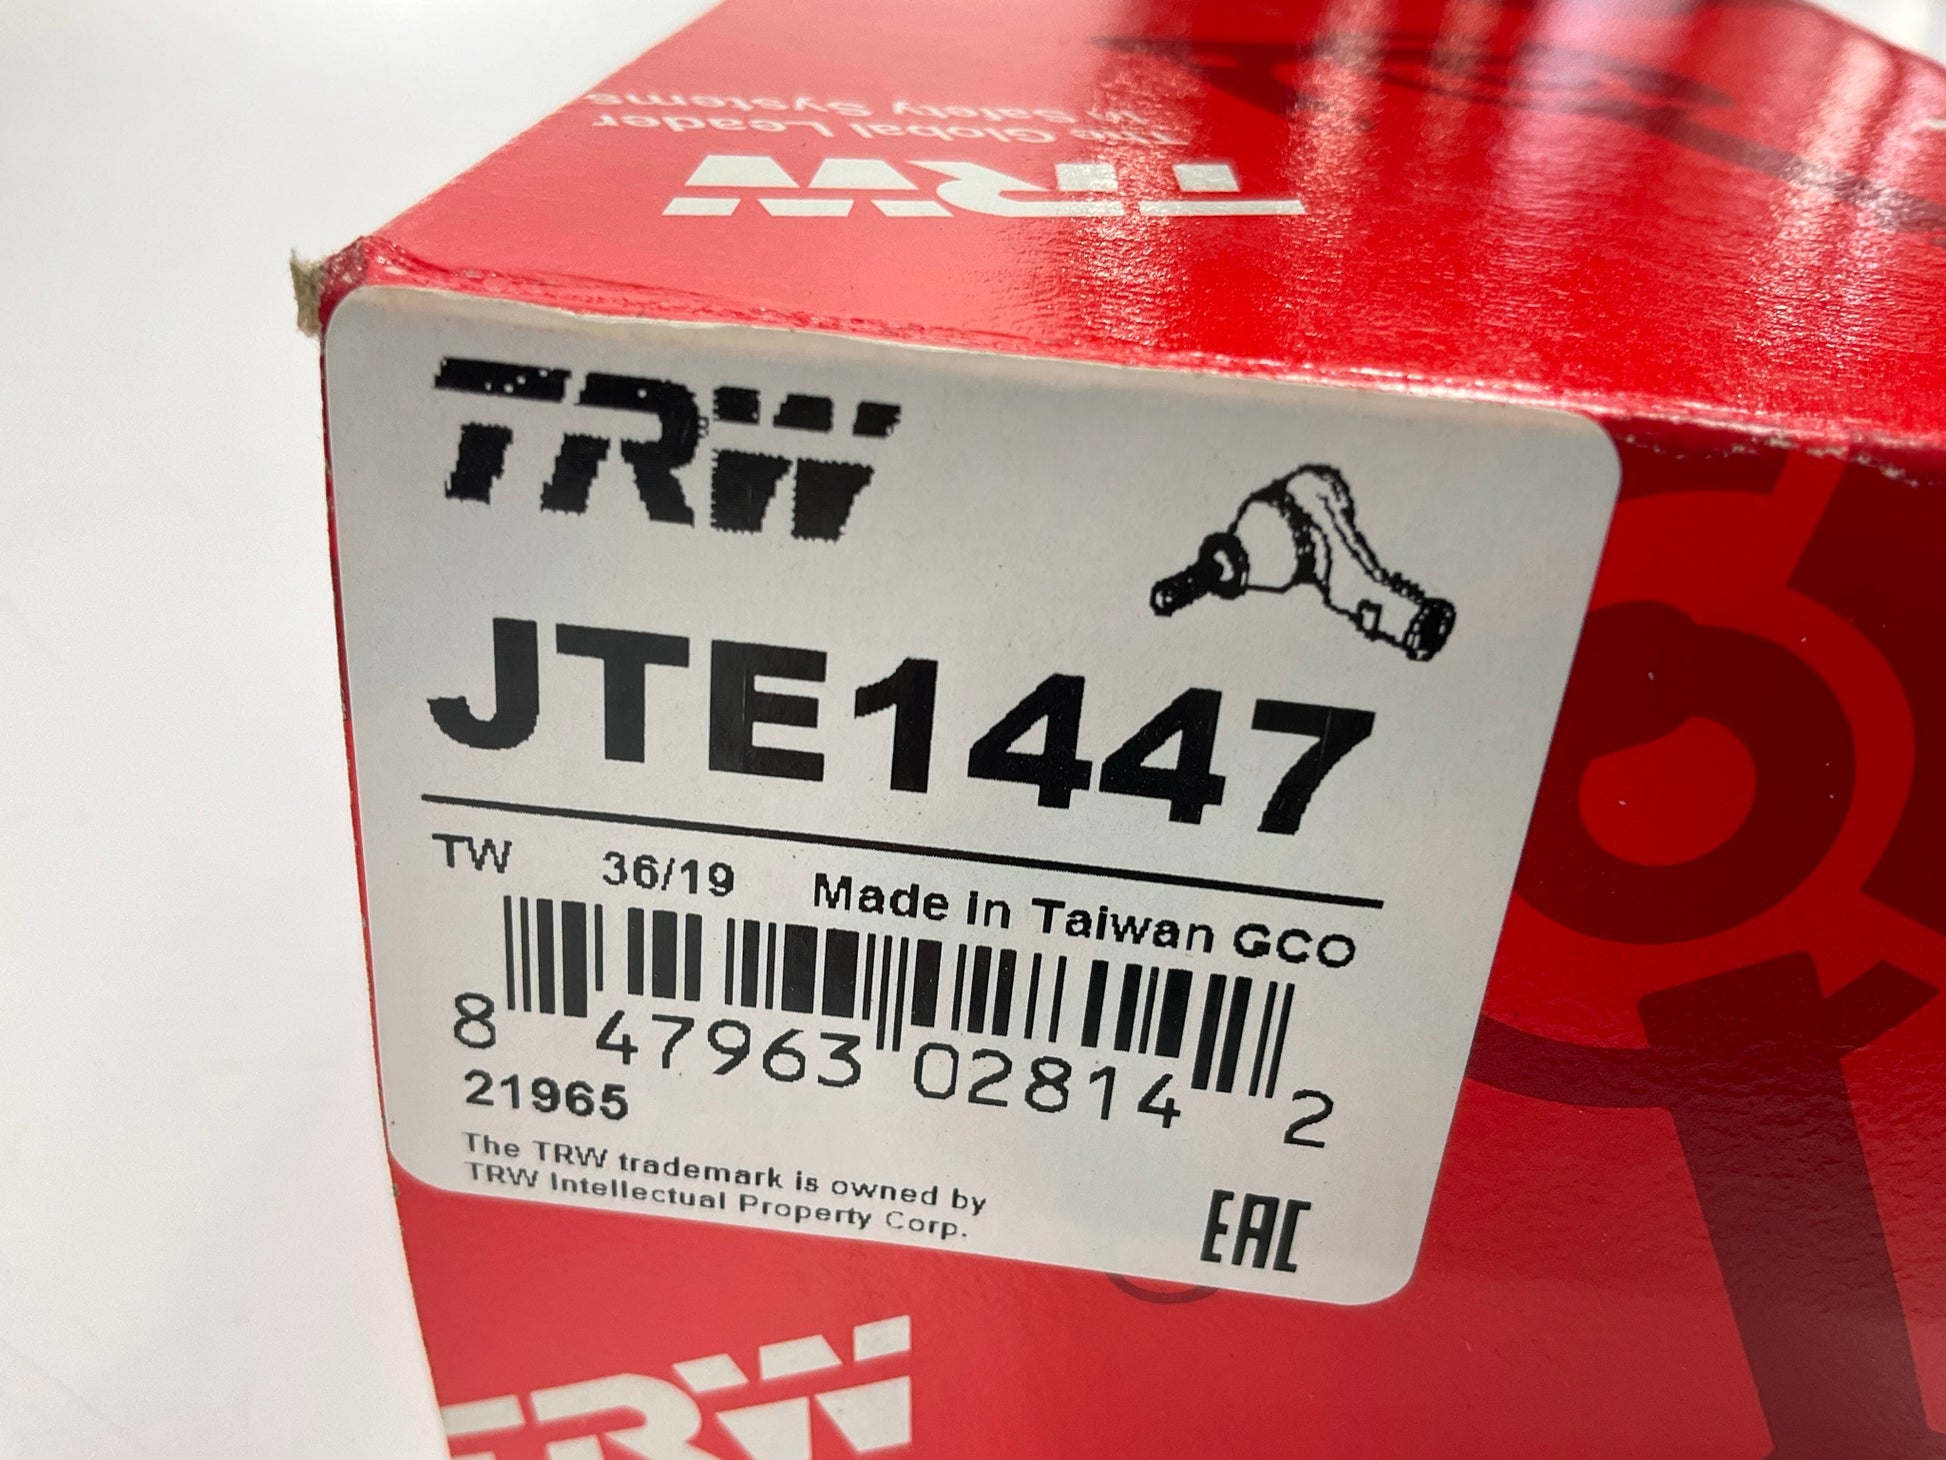 TRW
The Global Leader
in Safety Systems
TRW
JTE1447
TW 36/19 Made in Taiwan GCO
8 47963 02814 2
21965
The TRW trademark is owned by
TRW Intellectual Property Corp.
EAC
TRW